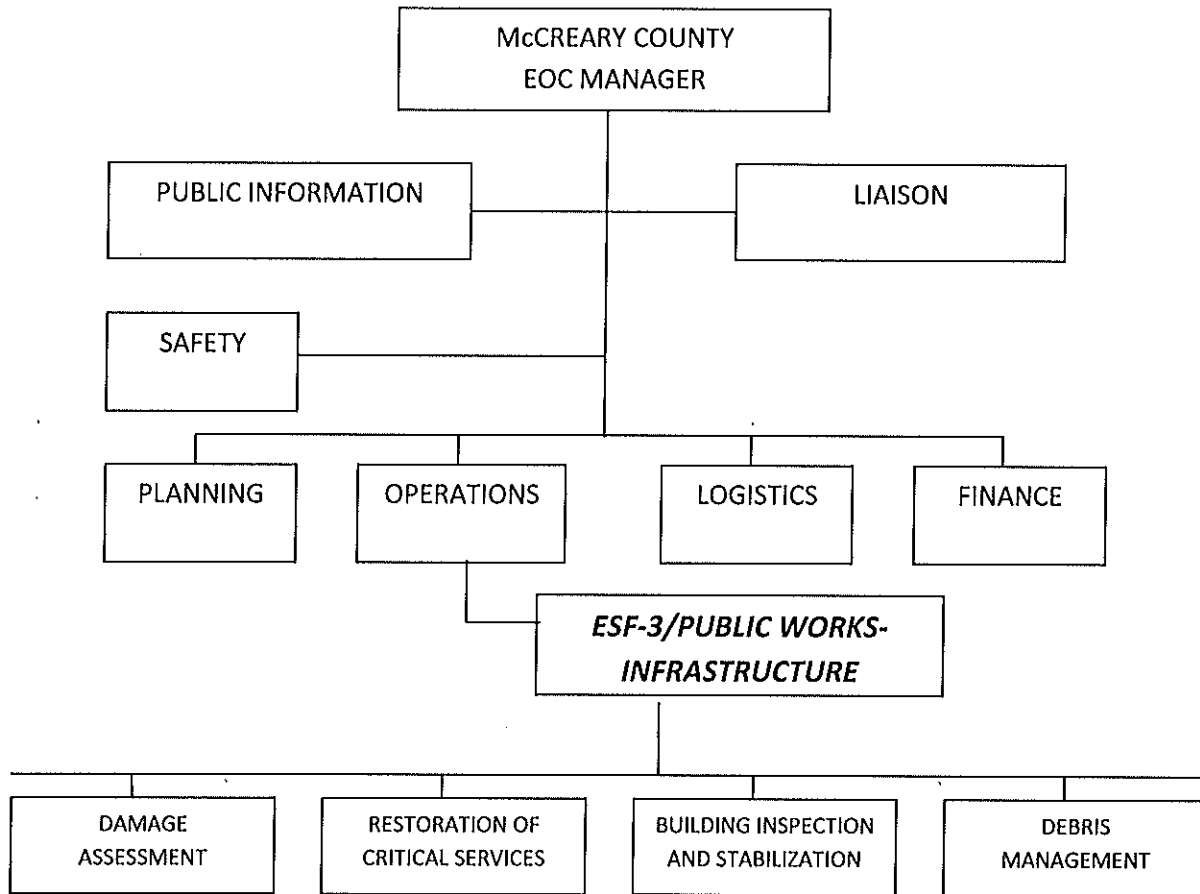 McCREARY COUNTY
EOC MANAGER
PUBLIC INFORMATION
LIAISON
SAFETY
PLANNING
OPERATIONS
LOGISTICS
FINANCE
ESF-3/PUBLIC WORKS-
INFRASTRUCTURE
DAMAGE
ASSESSMENT
RESTORATION OF
CRITICAL SERVICES
BUILDING INSPECTION
AND STABILIZATION
DEBRIS
MANAGEMENT